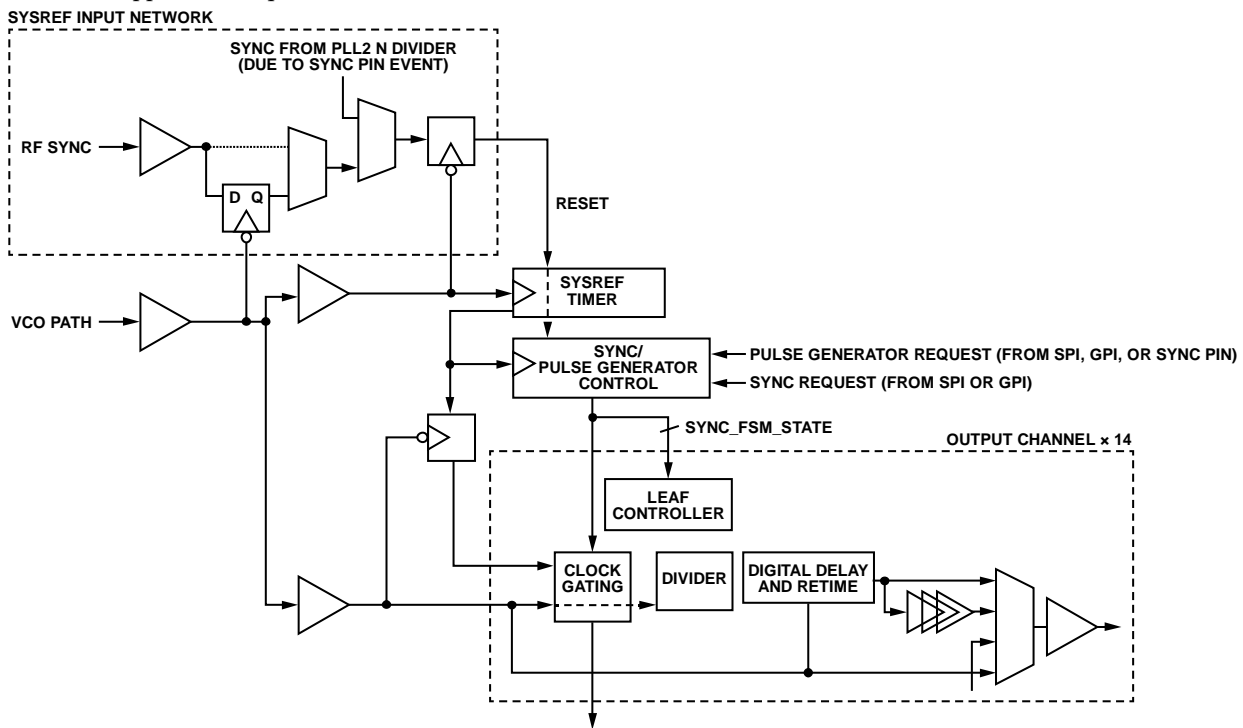 SYSREF INPUT NETWORK
SYNC FROM PLL2 N DIVIDER
(DUE TO SYNC PIN EVENT)
RF SYNC
D Q
RESET
VCO PATH
SYSREF
TIMER
SYNC/
PULSE GENERATOR
CONTROL
PULSE GENERATOR REQUEST (FROM SPI, GPI, OR SYNC PIN)
SYNC REQUEST (FROM SPI OR GPI)
SYNC_FSM_STATE
OUTPUT CHANNEL × 14
LEAF
CONTROLLER
CLOCK
GATING
DIVIDER
DIGITAL DELAY
AND RETIME